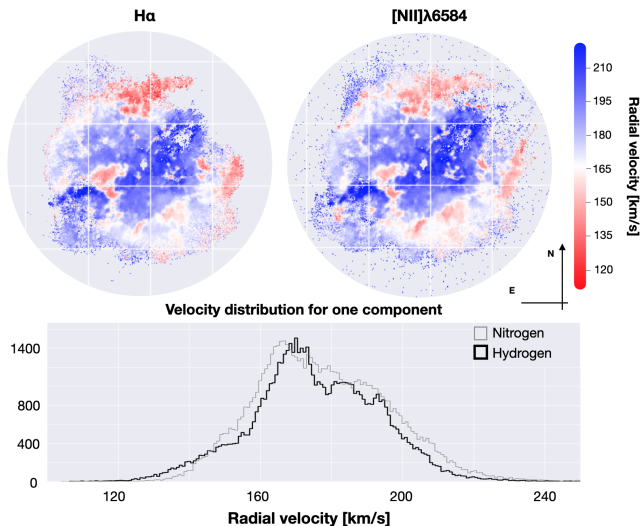 Hα [NII]λ6584
210
195
180
165
150
135
120
Radial velocity [km/s]
N
E
Velocity distribution for one component
Nitrogen
Hydrogen
1400
800
400
0
120 160 200 240
Radial velocity [km/s]